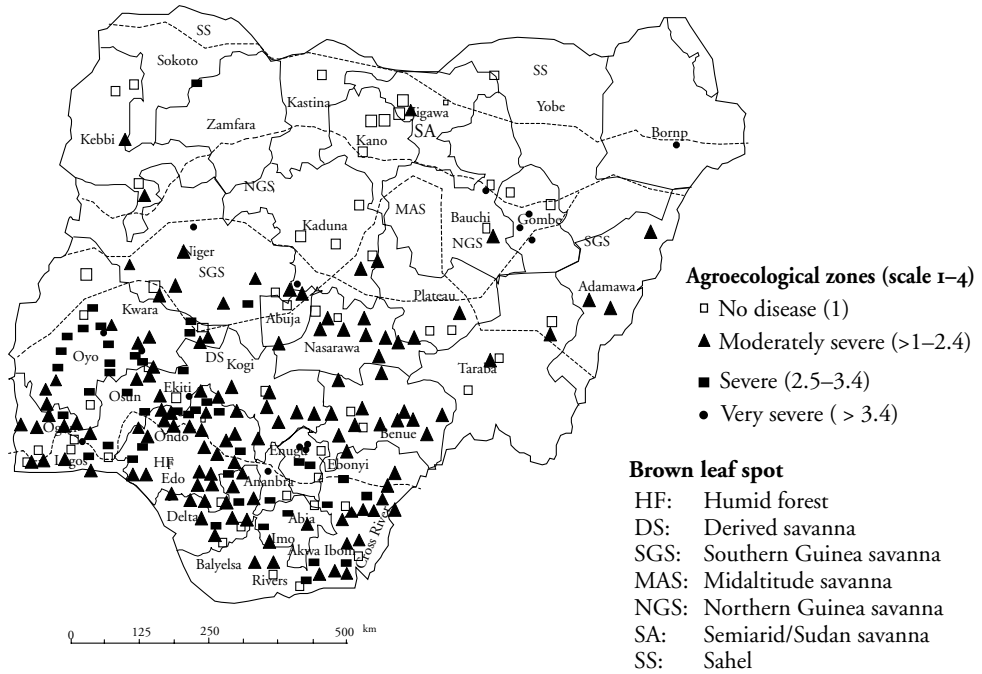 SS
Sokoto
SS
Kastina
Yobe
Zamfara
Jigawa
SA
Bornp
Kebbi
Kano
NGS
MAS
Bauchi
Gombe
Kaduna
NGS
SGS
Niger
SGS
Adamawa
Plateau
Kwara
Abuja
Nasarawa
Oyo
DS
Kogi
Taraba
Ekiti
Osun
Ogun
Ondo
Benue
Enugu
Lagos
HF
Ebonyi
Edo
Ananbra
Delta
Abia
Cross River
Imo
Akwa Ibom
Balyelsa
Rivers
0 125 250 500 km
Agroecological zones (scale 1–4)
No disease (1)
Moderately severe (>1–2.4)
Severe (2.5–3.4)
Very severe ( > 3.4)
Brown leaf spot
HF: Humid forest
DS: Derived savanna
SGS: Southern Guinea savanna
MAS: Midaltitude savanna
NGS: Northern Guinea savanna
SA: Semiarid/Sudan savanna
SS: Sahel